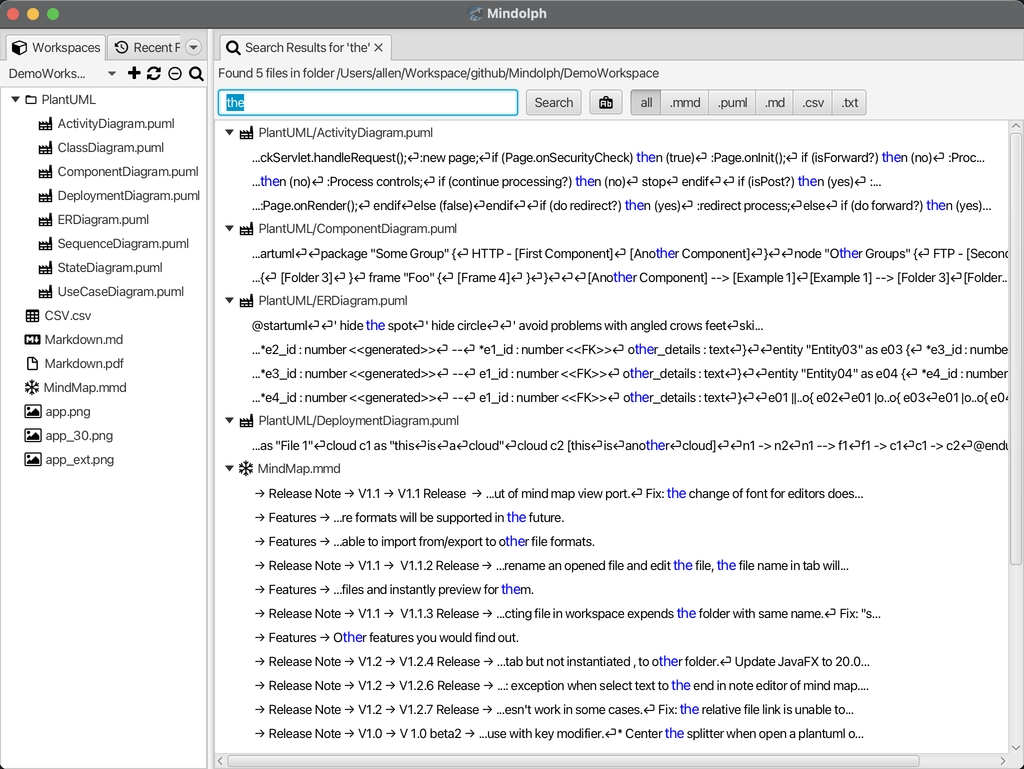 Mindolph
Workspaces
Recent F
DemoWorks...
PlantUML
ActivityDiagram.puml
ClassDiagram.puml
ComponentDiagram.puml
DeploymentDiagram.puml
ERDiagram.puml
SequenceDiagram.puml
StateDiagram.puml
UseCaseDiagram.puml
CSV.csv
Markdown.md
Markdown.pdf
MindMap.mmd
app.png
app_30.png
app_ext.png
Search Results for 'the'
Found 5 files in folder /Users/allen/Workspace/github/Mindolph/DemoWorkspace
the
Search
all .mmd .puml .md .csv .txt
PlantUML/ActivityDiagram.puml
...ckServlet.handleRequest();⏎:new page;⏎if (Page.onSecurityCheck) then (true)⏎ :Page.onInit();⏎ if (isForward?) then (no)⏎ :Proc...
...then (no)⏎ :Process controls;⏎ if (continue processing?) then (no)⏎ stop⏎ endif⏎⏎ if (isPost?) then (yes)⏎ :...
...:Page.onRender();⏎ endif⏎else (false)⏎endif⏎⏎if (do redirect?) then (yes)⏎ :redirect process;⏎else⏎ if (do forward?) then (yes)...
PlantUML/ComponentDiagram.puml
...artuml⏎⏎package "Some Group" {⏎ HTTP - [First Component]⏎ [Another Component]⏎}⏎⏎node "Other Groups" {⏎ FTP - [Second
...{⏎ [Folder 3]⏎ }⏎ frame "Foo" {⏎ [Frame 4]⏎ }⏎}⏎⏎⏎[Another Component] --> [Example 1]⏎[Example 1] --> [Folder 3]⏎[Folder...
PlantUML/ERDiagram.puml
@startuml⏎⏎' hide the spot⏎' hide circle⏎⏎' avoid problems with angled crows feet⏎ski...
...*e2_id : number <<generated>>⏎ --⏎ *e1_id : number <<FK>>⏎ other_details : text⏎}⏎⏎entity "Entity03" as e03 {⏎ *e3_id : numbe
...*e3_id : number <<generated>>⏎ --⏎ e1_id : number <<FK>>⏎ other_details : text⏎}⏎⏎entity "Entity04" as e04 {⏎ *e4_id : number
...*e4_id : number <<generated>>⏎ --⏎ e1_id : number <<FK>>⏎ other_details : text⏎}⏎⏎e01 ||..o{ e02⏎e01 |o..o{ e03⏎e01 |o..o{ e04
PlantUML/DeploymentDiagram.puml
...as "File 1"⏎cloud c1 as "this⏎is⏎a⏎cloud"⏎cloud c2 [this⏎is⏎another⏎cloud]⏎⏎n1 -> n2⏎n1 --> f1⏎f1 -> c1⏎c1 -> c2⏎@endu
MindMap.mmd
→ Release Note → V1.1 → V1.1 Release → ...ut of mind map view port.⏎ Fix: the change of font for editors does...
→ Features → ...re formats will be supported in the future.
→ Features → ...able to import from/export to other file formats.
→ Release Note → V1.1 → V1.1.2 Release → ...rename an opened file and edit the file, the file name in tab will...
→ Features → ...files and instantly preview for them.
→ Release Note → V1.1 → V1.1.3 Release → ...cting file in workspace expends the folder with same name.⏎ Fix: "s...
→ Features → Other features you would find out.
→ Release Note → V1.2 → V1.2.4 Release → ...tab but not instantiated , to other folder.⏎ Update JavaFX to 20.0...
→ Release Note → V1.2 → V1.2.6 Release → ...: exception when select text to the end in note editor of mind map....
→ Release Note → V1.2 → V1.2.7 Release → ...esn't work in some cases.⏎ Fix: the relative file link is unable to...
→ Release Note → V1.0 → V 1.0 beta2 → ...use with key modifier.⏎* Center the splitter when open a plantuml o...